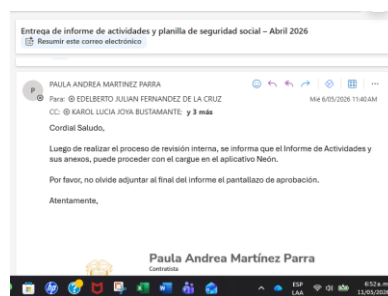 Entrega de informe de actividades y planilla de seguridad social – Abril 2026
Resumir este correo electrónico
P
PAULA ANDREA MARTINEZ PARRA
Para: EDELBERTO JULIAN FERNANDEZ DE LA CRUZ
Mié 6/05/2026 11:40 AM
CC: KAROL LUCIA JOYA BUSTAMANTE; y 3 más
Cordial Saludo,
Luego de realizar el proceso de revisión interna, se informa que el Informe de Actividades y
sus anexos, puede proceder con el cargue en el aplicativo Neón.
Por favor, no olvide adjuntar al final del informe el pantallazo de aprobación.
Atentamente,
Paula Andrea Martínez Parra
Contratista
ESP
LAA
6:52 a.m.